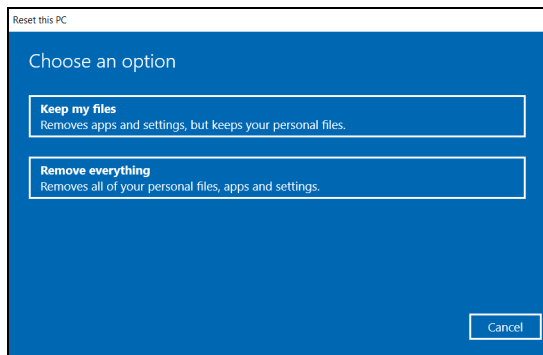 Reset this PC
Choose an option
Keep my files
Removes apps and settings, but keeps your personal files.
Remove everything
Removes all of your personal files, apps and settings.
Cancel